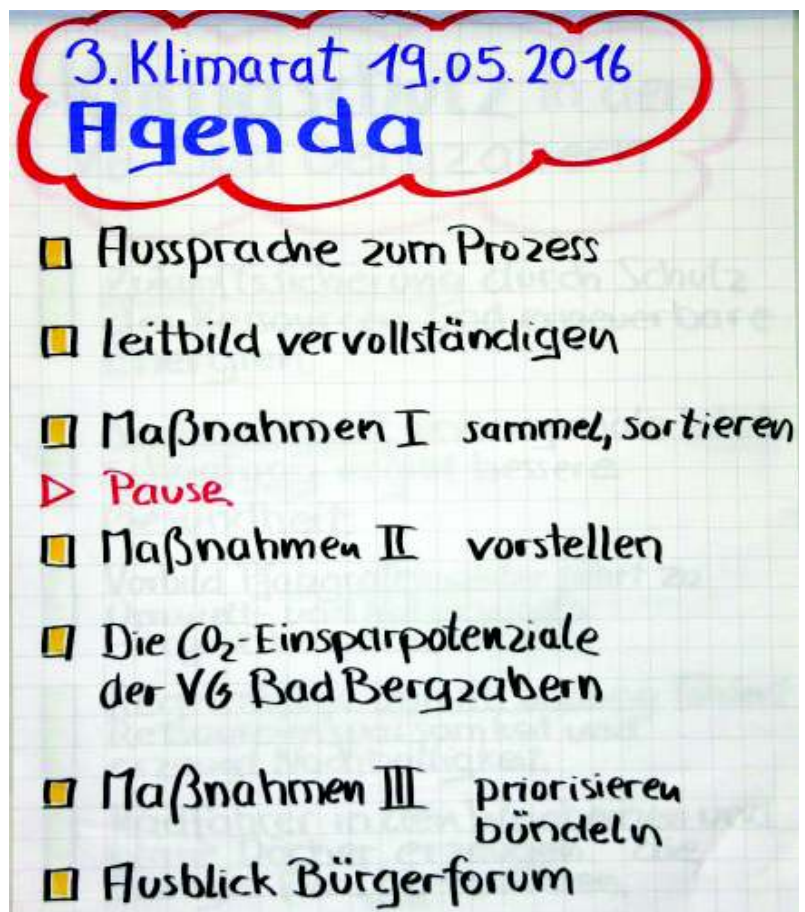 3. Klimarat 19.05.2016
Agenda
Aussprache zum Prozess
leitbild vervollständigen
Maßnahmen I sammel, sortieren
Pause
Maßnahmen II vorstellen
Die CO₂-Einsparpotenziale
der VG Bad Bergzabern
Maßnahmen III priorisieren
bündeln
Ausblick Bürgerforum